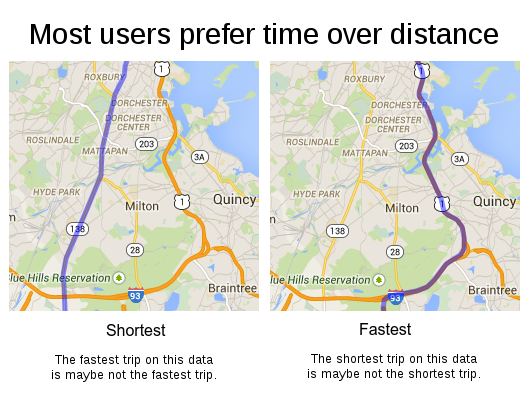 Most users prefer time over distance
1
ROXBURY
DORCHESTER
DORCHESTER
CENTER
203
ROSLINDALE
MATTAPAN
3A
HYDE PARK
Milton
1
Quincy
138
28
lue Hills Reservation
93
Braintree
1
ROXBURY
DORCHESTER
DORCHESTER
CENTER
203
ROSLINDALE
MATTAPAN
3A
HYDE PARK
Milton
1
Quincy
138
28
lue Hills Reservation
93
Braintree
Shortest
The fastest trip on this data
is maybe not the fastest trip.
Fastest
The shortest trip on this data
is maybe not the shortest trip.